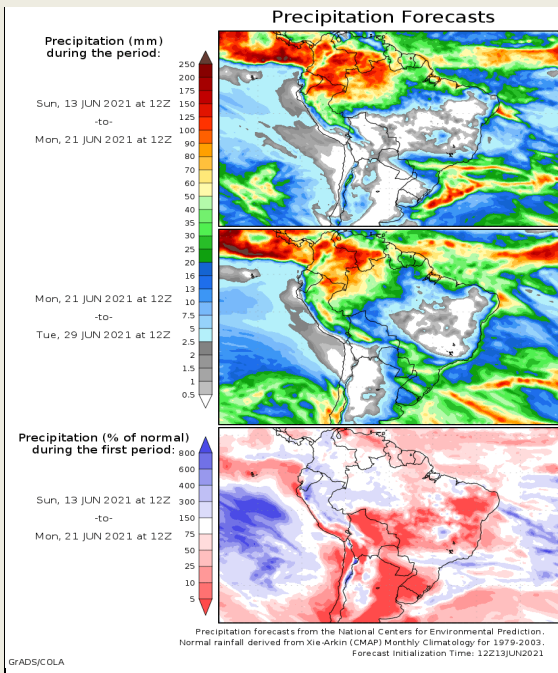 Precipitation Forecasts
Precipitation (mm)
during the period:
Sun, 13 JUN 2021 at 12Z
-to-
Mon, 21 JUN 2021 at 12Z
250
200
175
150
125
100
90
80
70
60
50
40
35
30
25
20
16
13
10
7.5
5
2.5
2
1.5
1
0.5
Mon, 21 JUN 2021 at 12Z
-to-
Tue, 29 JUN 2021 at 12Z
Precipitation (% of normal)
during the first period:
Sun, 13 JUN 2021 at 12Z
-to-
Mon, 21 JUN 2021 at 12Z
800
600
400
300
150
75
50
25
10
5
Precipitation forecasts from the National Centers for Environmental Prediction.
Normal rainfall derived from Xie-Arkin (CMAP) Monthly Climatology for 1979-2003.
Forecast Initialization Time: 12Z13JUN2021
GrADS/COLA